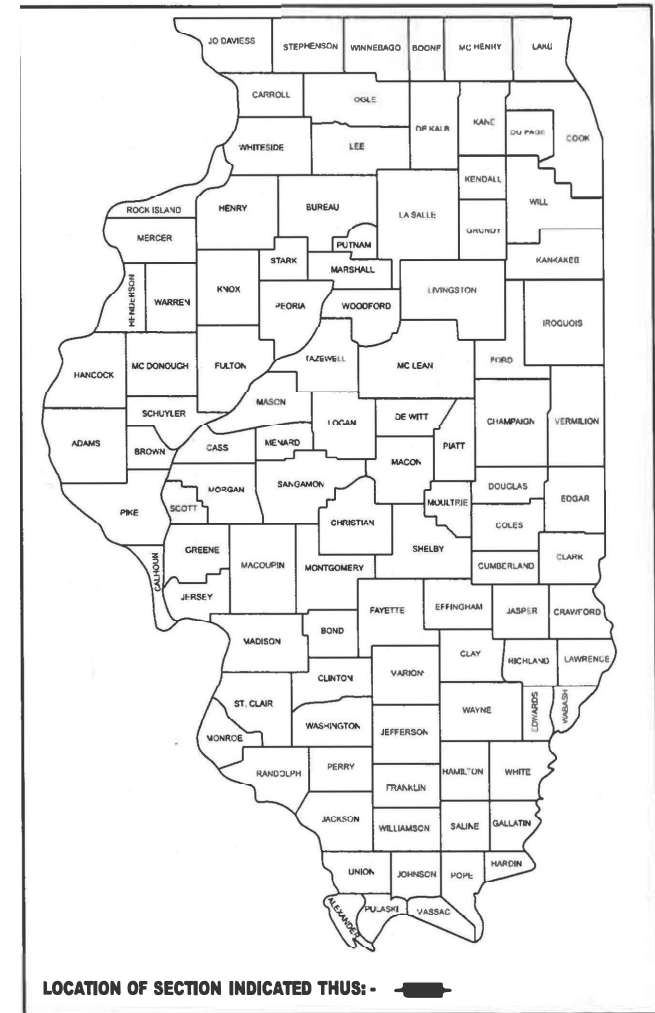 JO DAVIESS STEPHENSON WINNEBAGO BOONE MC HENRY LAKE
CARROLL OGLE DE KALB KANE DU PAGE COOK
WHITESIDE LEE
KENDALL
ROCK ISLAND HENRY BUREAU LA SALLE WILL
MERCER PUTNAM GRUNDY
STARK MARSHALL KANKAKEE
HENDERSON WARREN KNOX PEORIA WOODFORD LIVINGSTON
IROQUOIS
HANCOCK MC DONOUGH FULTON TAZEWELL MC LEAN FORD
MASON
SCHUYLER LOGAN DE WITT CHAMPAIGN VERMILION
ADAMS BROWN CASS MENARD PIATT
MACON
MORGAN SANGAMON DOUGLAS
PIKE SCOTT MOULTRIE EDGAR
CHRISTIAN COLES
GREENE SHELBY
CALHOUN MACOUPIN MONTGOMERY CUMBERLAND CLARK
JERSEY
FAYETTE EFFINGHAM JASPER CRAWFORD
MADISON BOND
CLAY RICHLAND LAWRENCE
CLINTON MARION
ST. CLAIR WAYNE EDWARDS WABASH
WASHINGTON JEFFERSON
MONROE
RANDOLPH PERRY HAMILTON WHITE
FRANKLIN
JACKSON WILLIAMSON SALINE GALLATIN
UNION JOHNSON POPE HARDIN
ALEXANDER PULASKI VASSAC
LOCATION OF SECTION INDICATED THUS: -